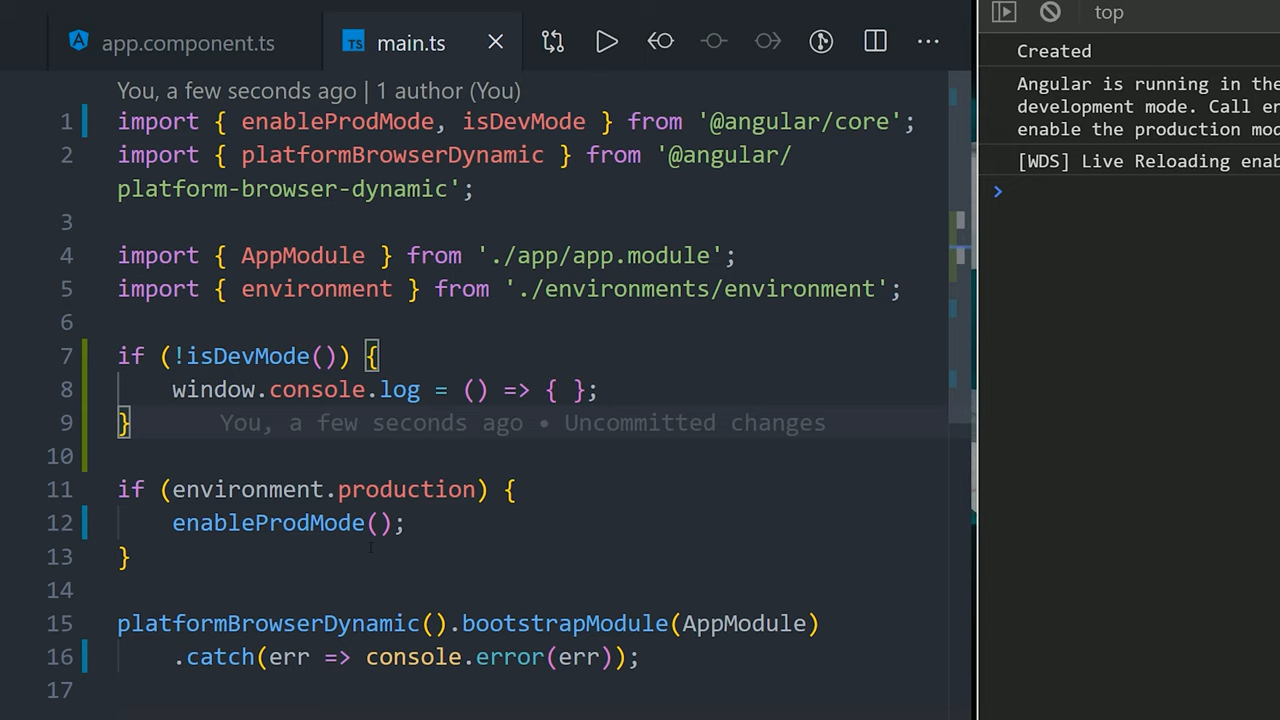 app.component.ts
TS main.ts
You, a few seconds ago | 1 author (You)
1 import { enableProdMode, isDevMode } from '@angular/core';
2 import { platformBrowserDynamic } from '@angular/
platform-browser-dynamic';
3
4 import { AppModule } from './app/app.module';
5 import { environment } from './environments/environment';
6
7 if (!isDevMode()) {
8 window.console.log = () => { };
9 } You, a few seconds ago • Uncommitted changes
10
11 if (environment.production) {
12 enableProdMode();
13 }
14
15 platformBrowserDynamic().bootstrapModule(AppModule)
16 .catch(err => console.error(err));
17
top
Created
Angular is running in the
development mode. Call en
enable the production mod
[WDS] Live Reloading enab